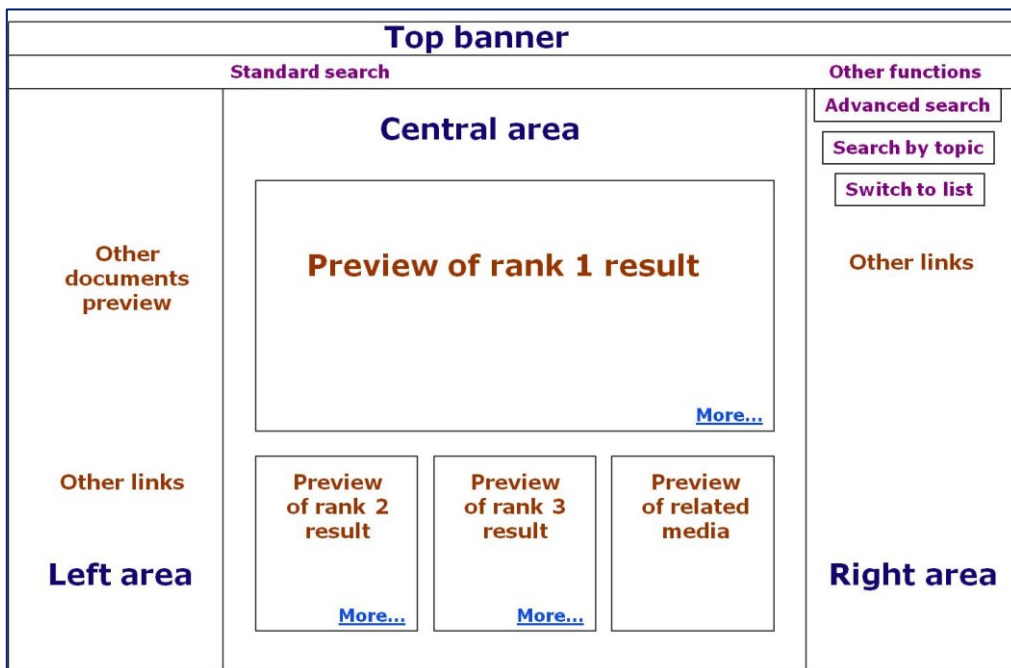 Top banner
Standard search
Other functions
Advanced search
Search by topic
Switch to list
Central area
Other
documents
preview
Preview of rank 1 result
More...
Other links
Other links
Preview
of rank 2
result
More...
Preview
of rank 3
result
More...
Preview
of related
media
Left area
Right area